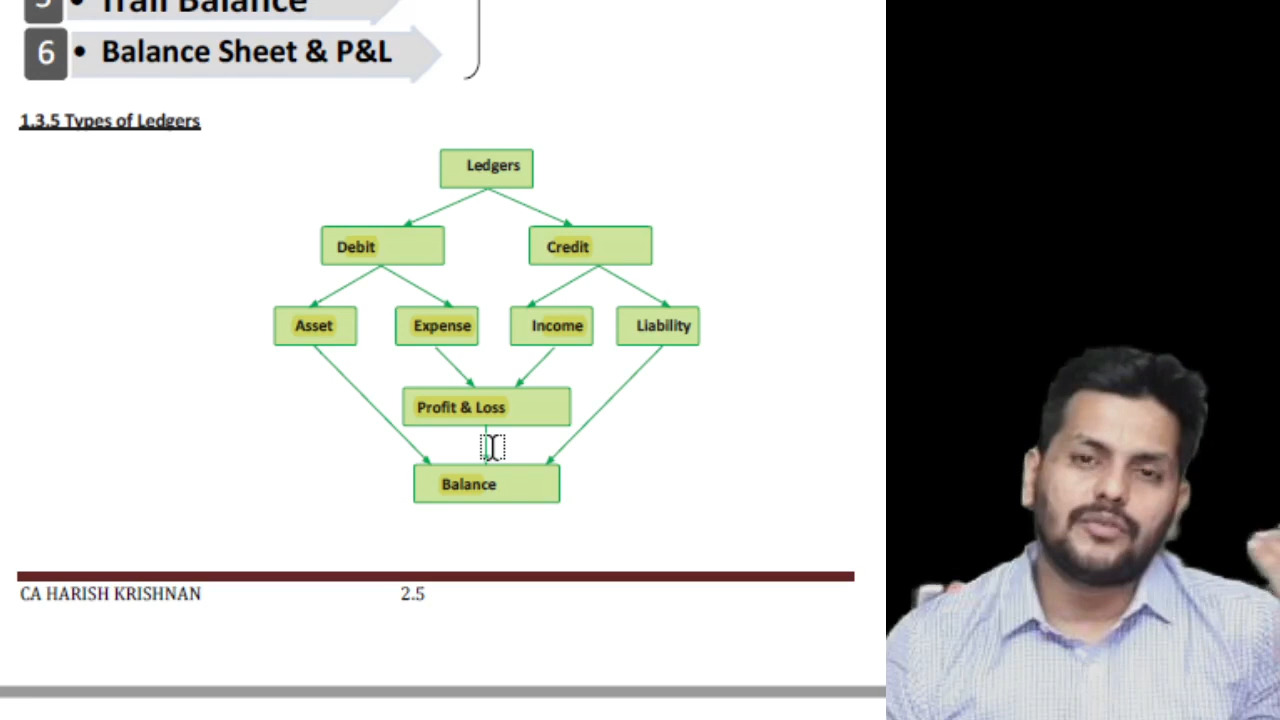 5 • Trail Balance
6 • Balance Sheet & P&L
1.3.5 Types of Ledgers
Ledgers
Debit Credit
Asset Expense Income Liability
Profit & Loss
Balance
CA HARISH KRISHNAN 2.5